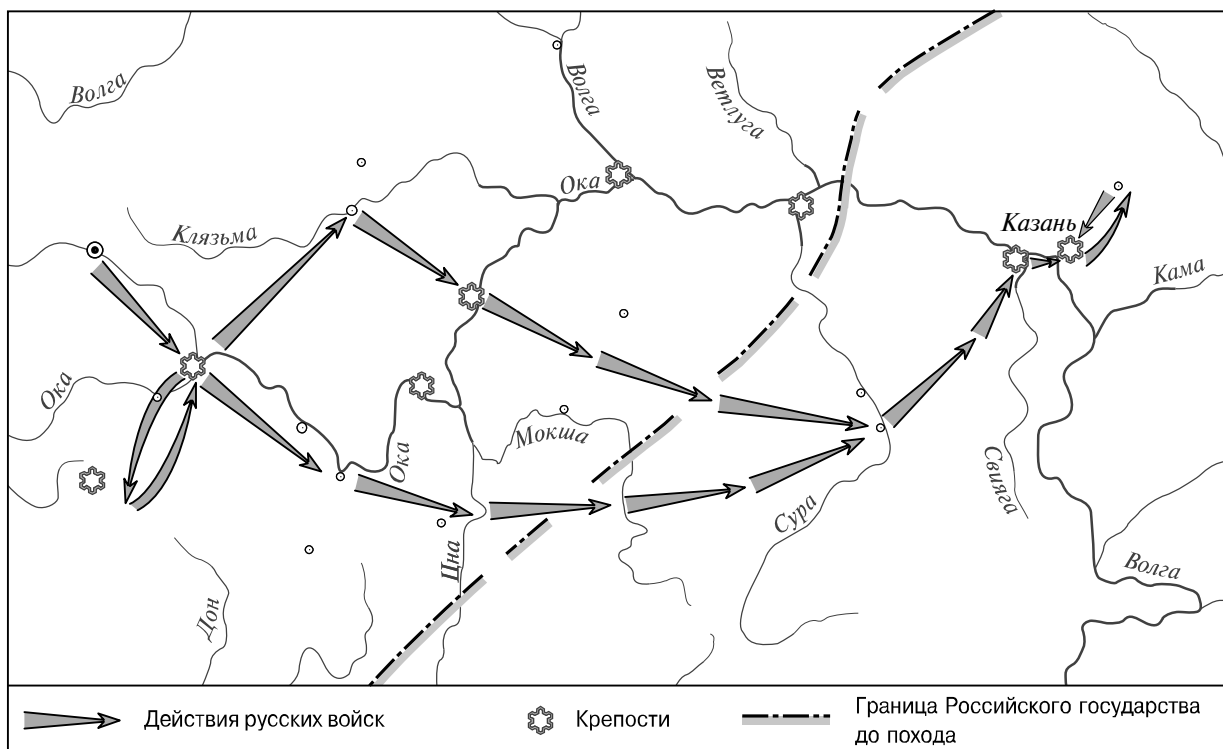 Волга
Волга
Ветлуга
Ока
Клязьма
Казань
Кама
Ока
Мокша
Ока
Свияга
Сура
Цна
Дон
Волга
Действия русских войск
Крепости
Граница Российского государства
до похода